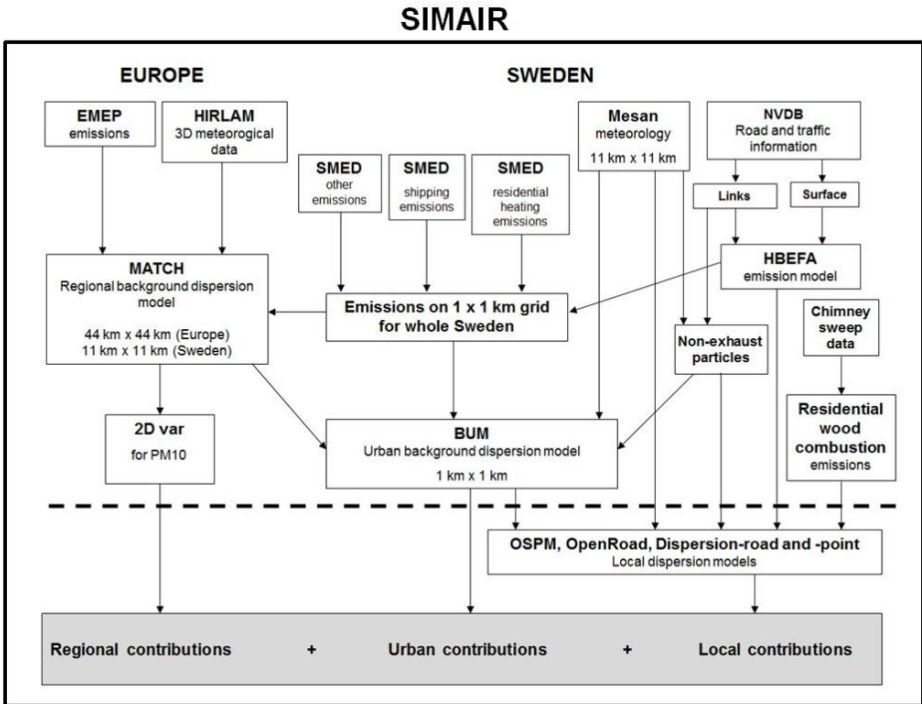 SIMAIR
EUROPE
SWEDEN
EMEP
emissions
HIRLAM
3D meteorogical
data
SMED
other
emissions
SMED
shipping
emissions
SMED
residential
heating
emissions
Mesan
meteorology
11 km x 11 km
NVDB
Road and traffic
information
Links
Surface
MATCH
Regional background dispersion
model
44 km x 44 km (Europe)
11 km x 11 km (Sweden)
Emissions on 1 x 1 km grid
for whole Sweden
HBEFA
emission model
Non-exhaust
particles
Chimney
sweep
data
2D var
for PM10
BUM
Urban background dispersion model
1 km x 1 km
Residential
wood
combustion
emissions
OSPM, OpenRoad, Dispersion-road and -point
Local dispersion models
Regional contributions + Urban contributions + Local contributions